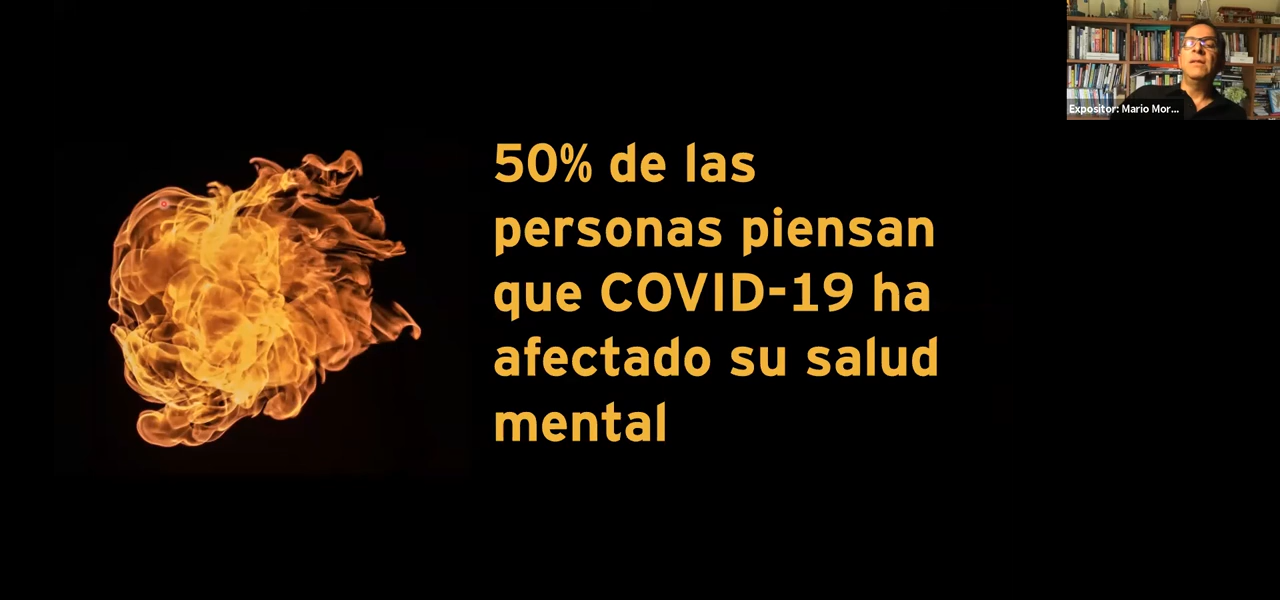 Expositor: Mario Mor...
50% de las
personas piensan
que COVID-19 ha
afectado su salud
mental